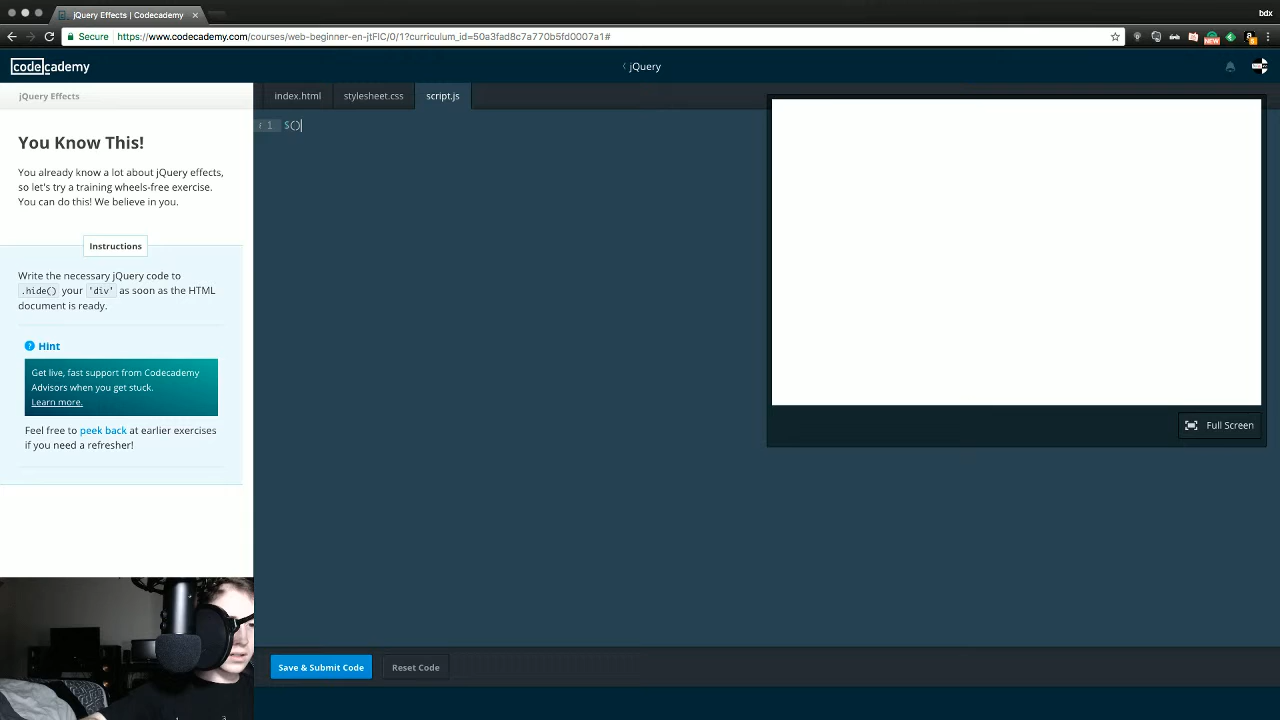 jQuery Effects | Codecademy
bdx
Secure
https://www.codecademy.com/courses/web-beginner-en-jtFIC/0/1?curriculum_id=50a3fad8c7a770b5fd0007a1#
NEW
codecademy
jQuery
jQuery Effects
index.html
stylesheet.css
script.js
1 $()
You Know This!
You already know a lot about jQuery effects,
so let's try a training wheels-free exercise.
You can do this! We believe in you.
Instructions
Write the necessary jQuery code to
.hide() your 'div' as soon as the HTML
document is ready.
? Hint
Get live, fast support from Codecademy
Advisors when you get stuck.
Learn more.
Feel free to peek back at earlier exercises
if you need a refresher!
Full Screen
Save & Submit Code
Reset Code